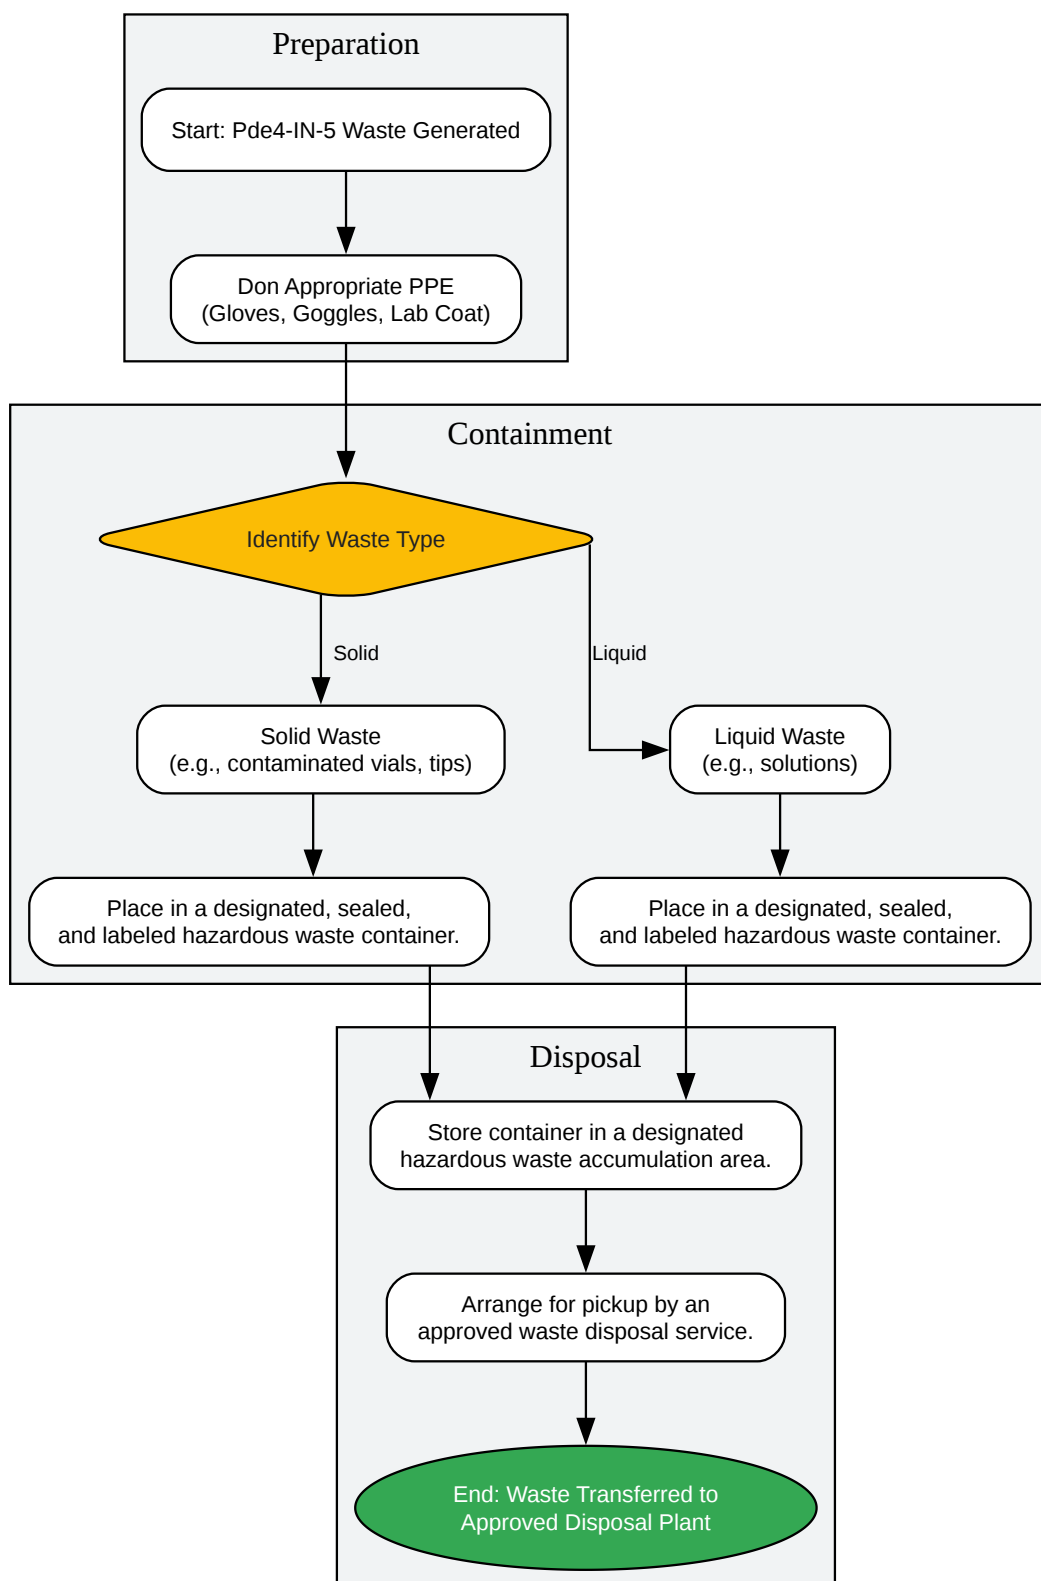 Preparation
Start: Pde4-IN-5 Waste Generated
Don Appropriate PPE
(Gloves, Goggles, Lab Coat)
Containment
Identify Waste Type
Solid
Liquid
Solid Waste
(e.g., contaminated vials, tips)
Liquid Waste
(e.g., solutions)
Place in a designated, sealed,
and labeled hazardous waste container.
Place in a designated, sealed,
and labeled hazardous waste container.
Disposal
Store container in a designated
hazardous waste accumulation area.
Arrange for pickup by an
approved waste disposal service.
End: Waste Transferred to
Approved Disposal Plant